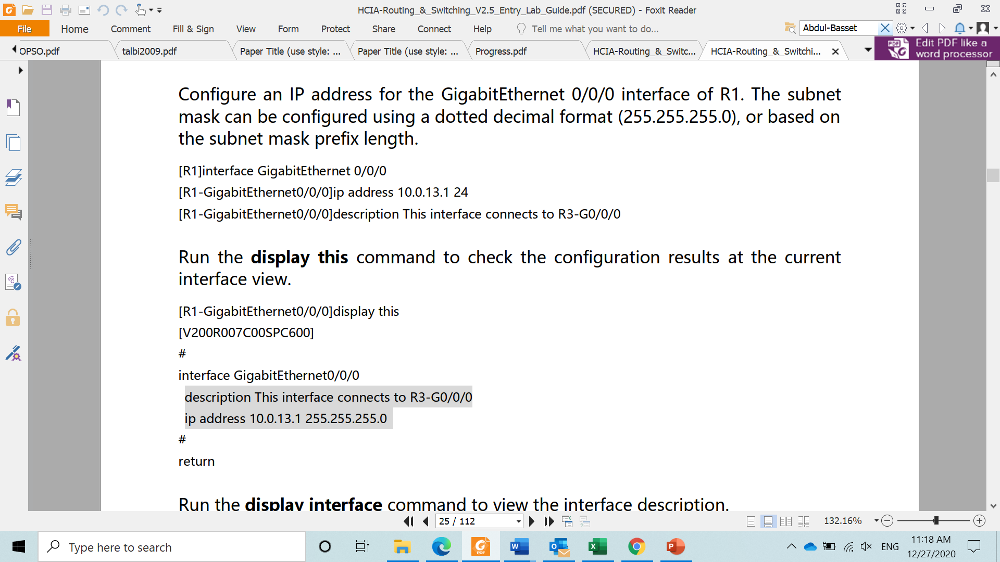 HCIA-Routing_&_Switching_V2.5_Entry_Lab_Guide.pdf (SECURED) - Foxit Reader
File Home Comment Fill & Sign View Form Protect Share Connect Help Tell me what you want to do... Abdul-Basset
OPSO.pdf talbi2009.pdf Paper Title (use style: ... Paper Title (use style: ... Progress.pdf HCIA-Routing_&_Switc... HCIA-Routing_&_Switchi...
Edit PDF like a
word processor
Configure an IP address for the GigabitEthernet 0/0/0 interface of R1. The subnet
mask can be configured using a dotted decimal format (255.255.255.0), or based on
the subnet mask prefix length.
[R1]interface GigabitEthernet 0/0/0
[R1-GigabitEthernet0/0/0]ip address 10.0.13.1 24
[R1-GigabitEthernet0/0/0]description This interface connects to R3-G0/0/0
Run the display this command to check the configuration results at the current
interface view.
[R1-GigabitEthernet0/0/0]display this
[V200R007C00SPC600]
#
interface GigabitEthernet0/0/0
description This interface connects to R3-G0/0/0
ip address 10.0.13.1 255.255.255.0
#
return
Run the display interface command to view the interface description.
25 / 112
132.16%
Type here to search
ENG
11:18 AM
12/27/2020